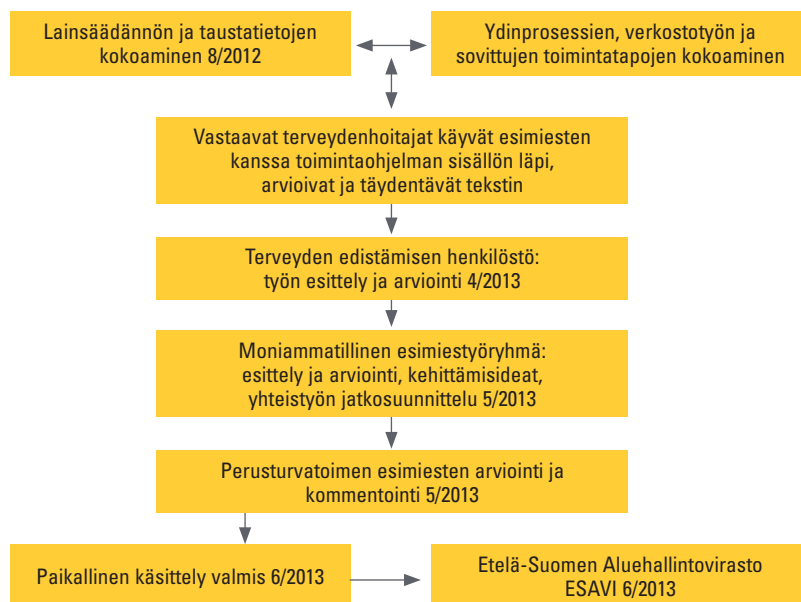 Lainsäädännön ja taustatietojen
kokoaminen 8/2012
Ydinprosessien, verkostotyön ja
sovittujen toimintatapojen kokoaminen
Vastaavat terveydenhoitajat käyvät esimiesten
kanssa toimintaohjelman sisällön läpi,
arvioivat ja täydentävät tekstin
Terveyden edistämisen henkilöstö:
työn esittely ja arviointi 4/2013
Moniammatillinen esimiestyöryhmä:
esittely ja arviointi, kehittämisideat,
yhteistyön jatkosuunnittelu 5/2013
Perusturvatoimen esimiesten arviointi ja
kommentointi 5/2013
Paikallinen käsittely valmis 6/2013
Etelä-Suomen Aluehallintovirasto
ESAVI 6/2013